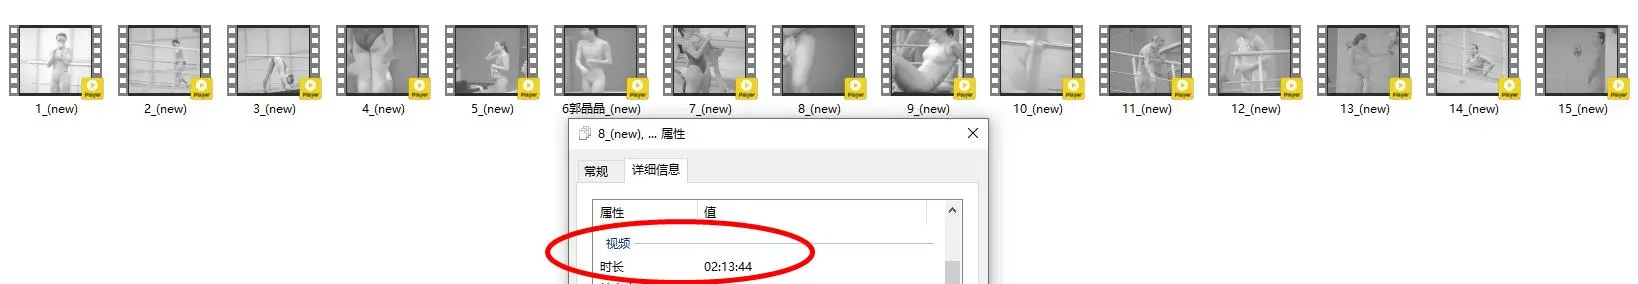 1_(new) 2_(new) 3_(new) 4_(new) 5_(new) 6郭晶晶_(new) 7_(new) 8_(new) 9_(new) 10_(new) 11_(new) 12_(new) 13_(new) 14_(new) 15_(new)
8_(new), ... 属性
常规 详细信息
属性 值
视频
时长 02:13:44